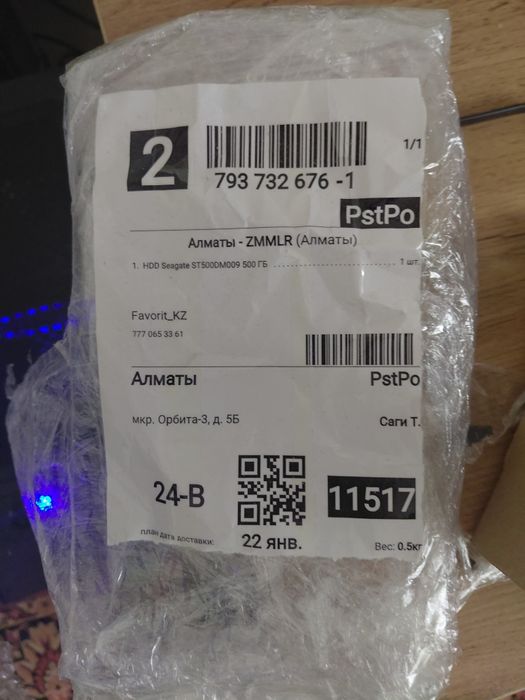 2
1/1
793 732 676 -1
PstPo
Алматы - ZMMLR (Алматы)
1. HDD Seagate ST500DM009 500 ГБ 1 шт.
Favorit_KZ
777 065 33 61
Алматы PstPo
мкр. Орбита-3, д. 5Б Саги Т.
24-В 11517
план дата доставки: 22 янв. Вес: 0.5кг